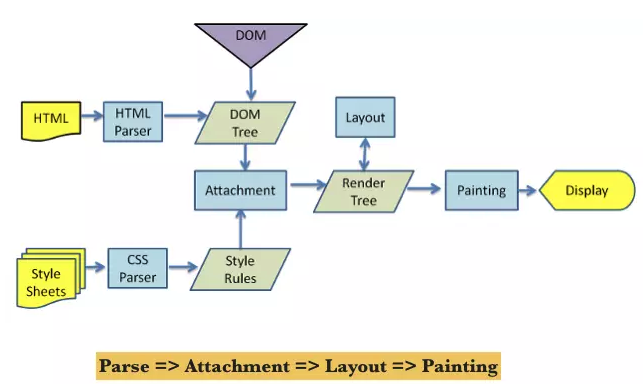 DOM
HTML
HTML
Parser
DOM
Tree
Layout
Attachment
Render
Tree
Painting
Display
Style
Sheets
CSS
Parser
Style
Rules
Parse => Attachment => Layout => Painting